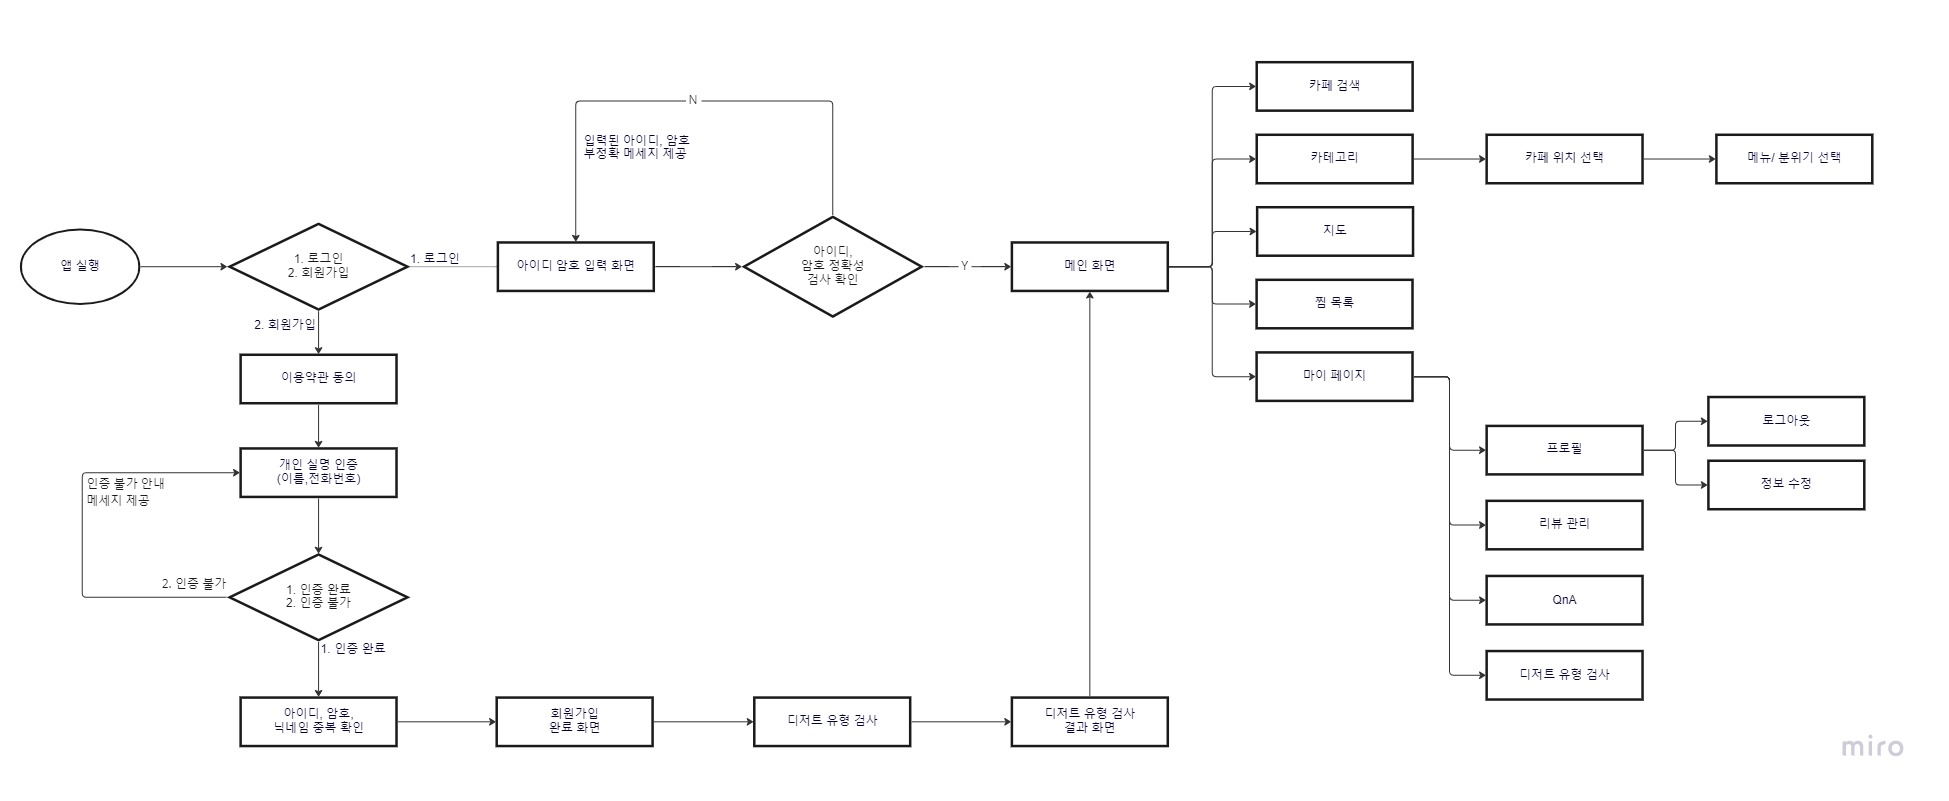 앱 실행
1. 로그인
2. 회원가입
1. 로그인
아이디 암호 입력 화면
입력된 아이디, 암호
부정확 메세지 제공
N
아이디,
암호 정확성
검사 확인
Y
메인 화면
카페 검색
카테고리
카페 위치 선택
메뉴/ 분위기 선택
지도
찜 목록
마이 페이지
프로필
로그아웃
정보 수정
리뷰 관리
QnA
디저트 유형 검사
2. 회원가입
이용약관 동의
개인 실명 인증
(이름,전화번호)
인증 불가 안내
메세지 제공
2. 인증 불가
1. 인증 완료
2. 인증 불가
1. 인증 완료
아이디, 암호,
닉네임 중복 확인
회원가입
완료 화면
디저트 유형 검사
디저트 유형 검사
결과 화면
miro